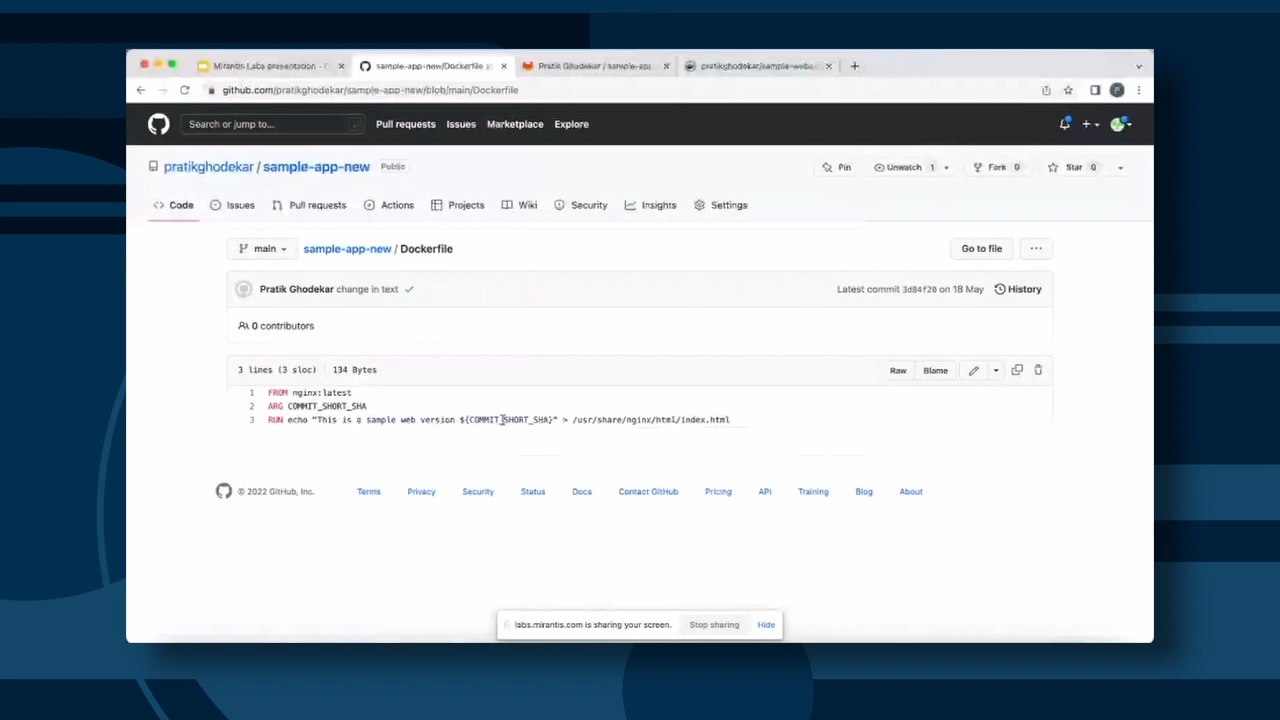 Mirantis Labs presentation -
sample-app-new/Dockerfile at
Pratik Ghodekar / sample-app
pratikghodekar/sample-webap
github.com/pratikghodekar/sample-app-new/blob/main/Dockerfile
Search or jump to... /
Pull requests Issues Marketplace Explore
pratikghodekar / sample-app-new Public
Pin Unwatch 1 Fork 0 Star 0
Code Issues Pull requests Actions Projects Wiki Security Insights Settings
main sample-app-new / Dockerfile Go to file ...
Pratik Ghodekar change in text Latest commit 3d84f20 on 18 May History
0 contributors
3 lines (3 sloc) 134 Bytes Raw Blame
1 FROM nginx:latest
2 ARG COMMIT_SHORT_SHA
3 RUN echo "This is a sample web version ${COMMIT_SHORT_SHA}" > /usr/share/nginx/html/index.html
© 2022 GitHub, Inc. Terms Privacy Security Status Docs Contact GitHub Pricing API Training Blog About
labs.mirantis.com is sharing your screen. Stop sharing Hide